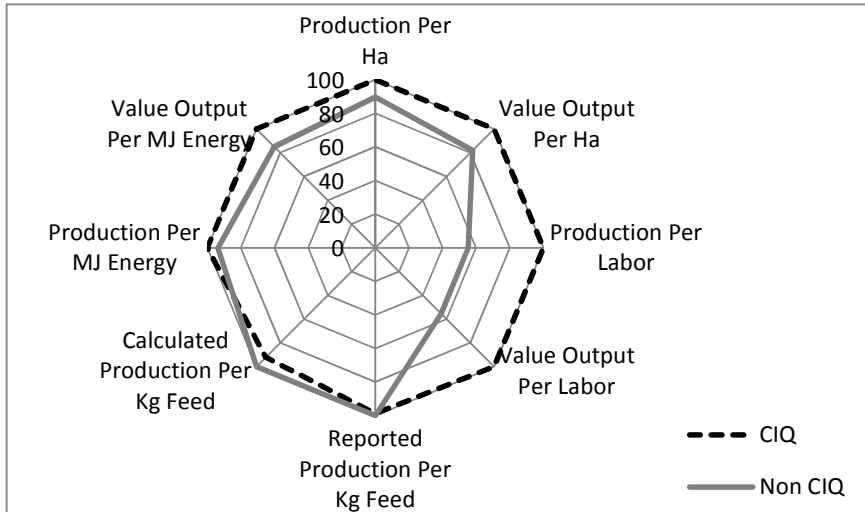 Production Per
Ha
Value Output
Per Ha
Production Per
Labor
Value Output
Per Labor
Reported
Production Per
Kg Feed
Calculated
Production Per
Kg Feed
Production Per
MJ Energy
Value Output
Per MJ Energy
100
80
60
40
20
0
CIQ
Non CIQ